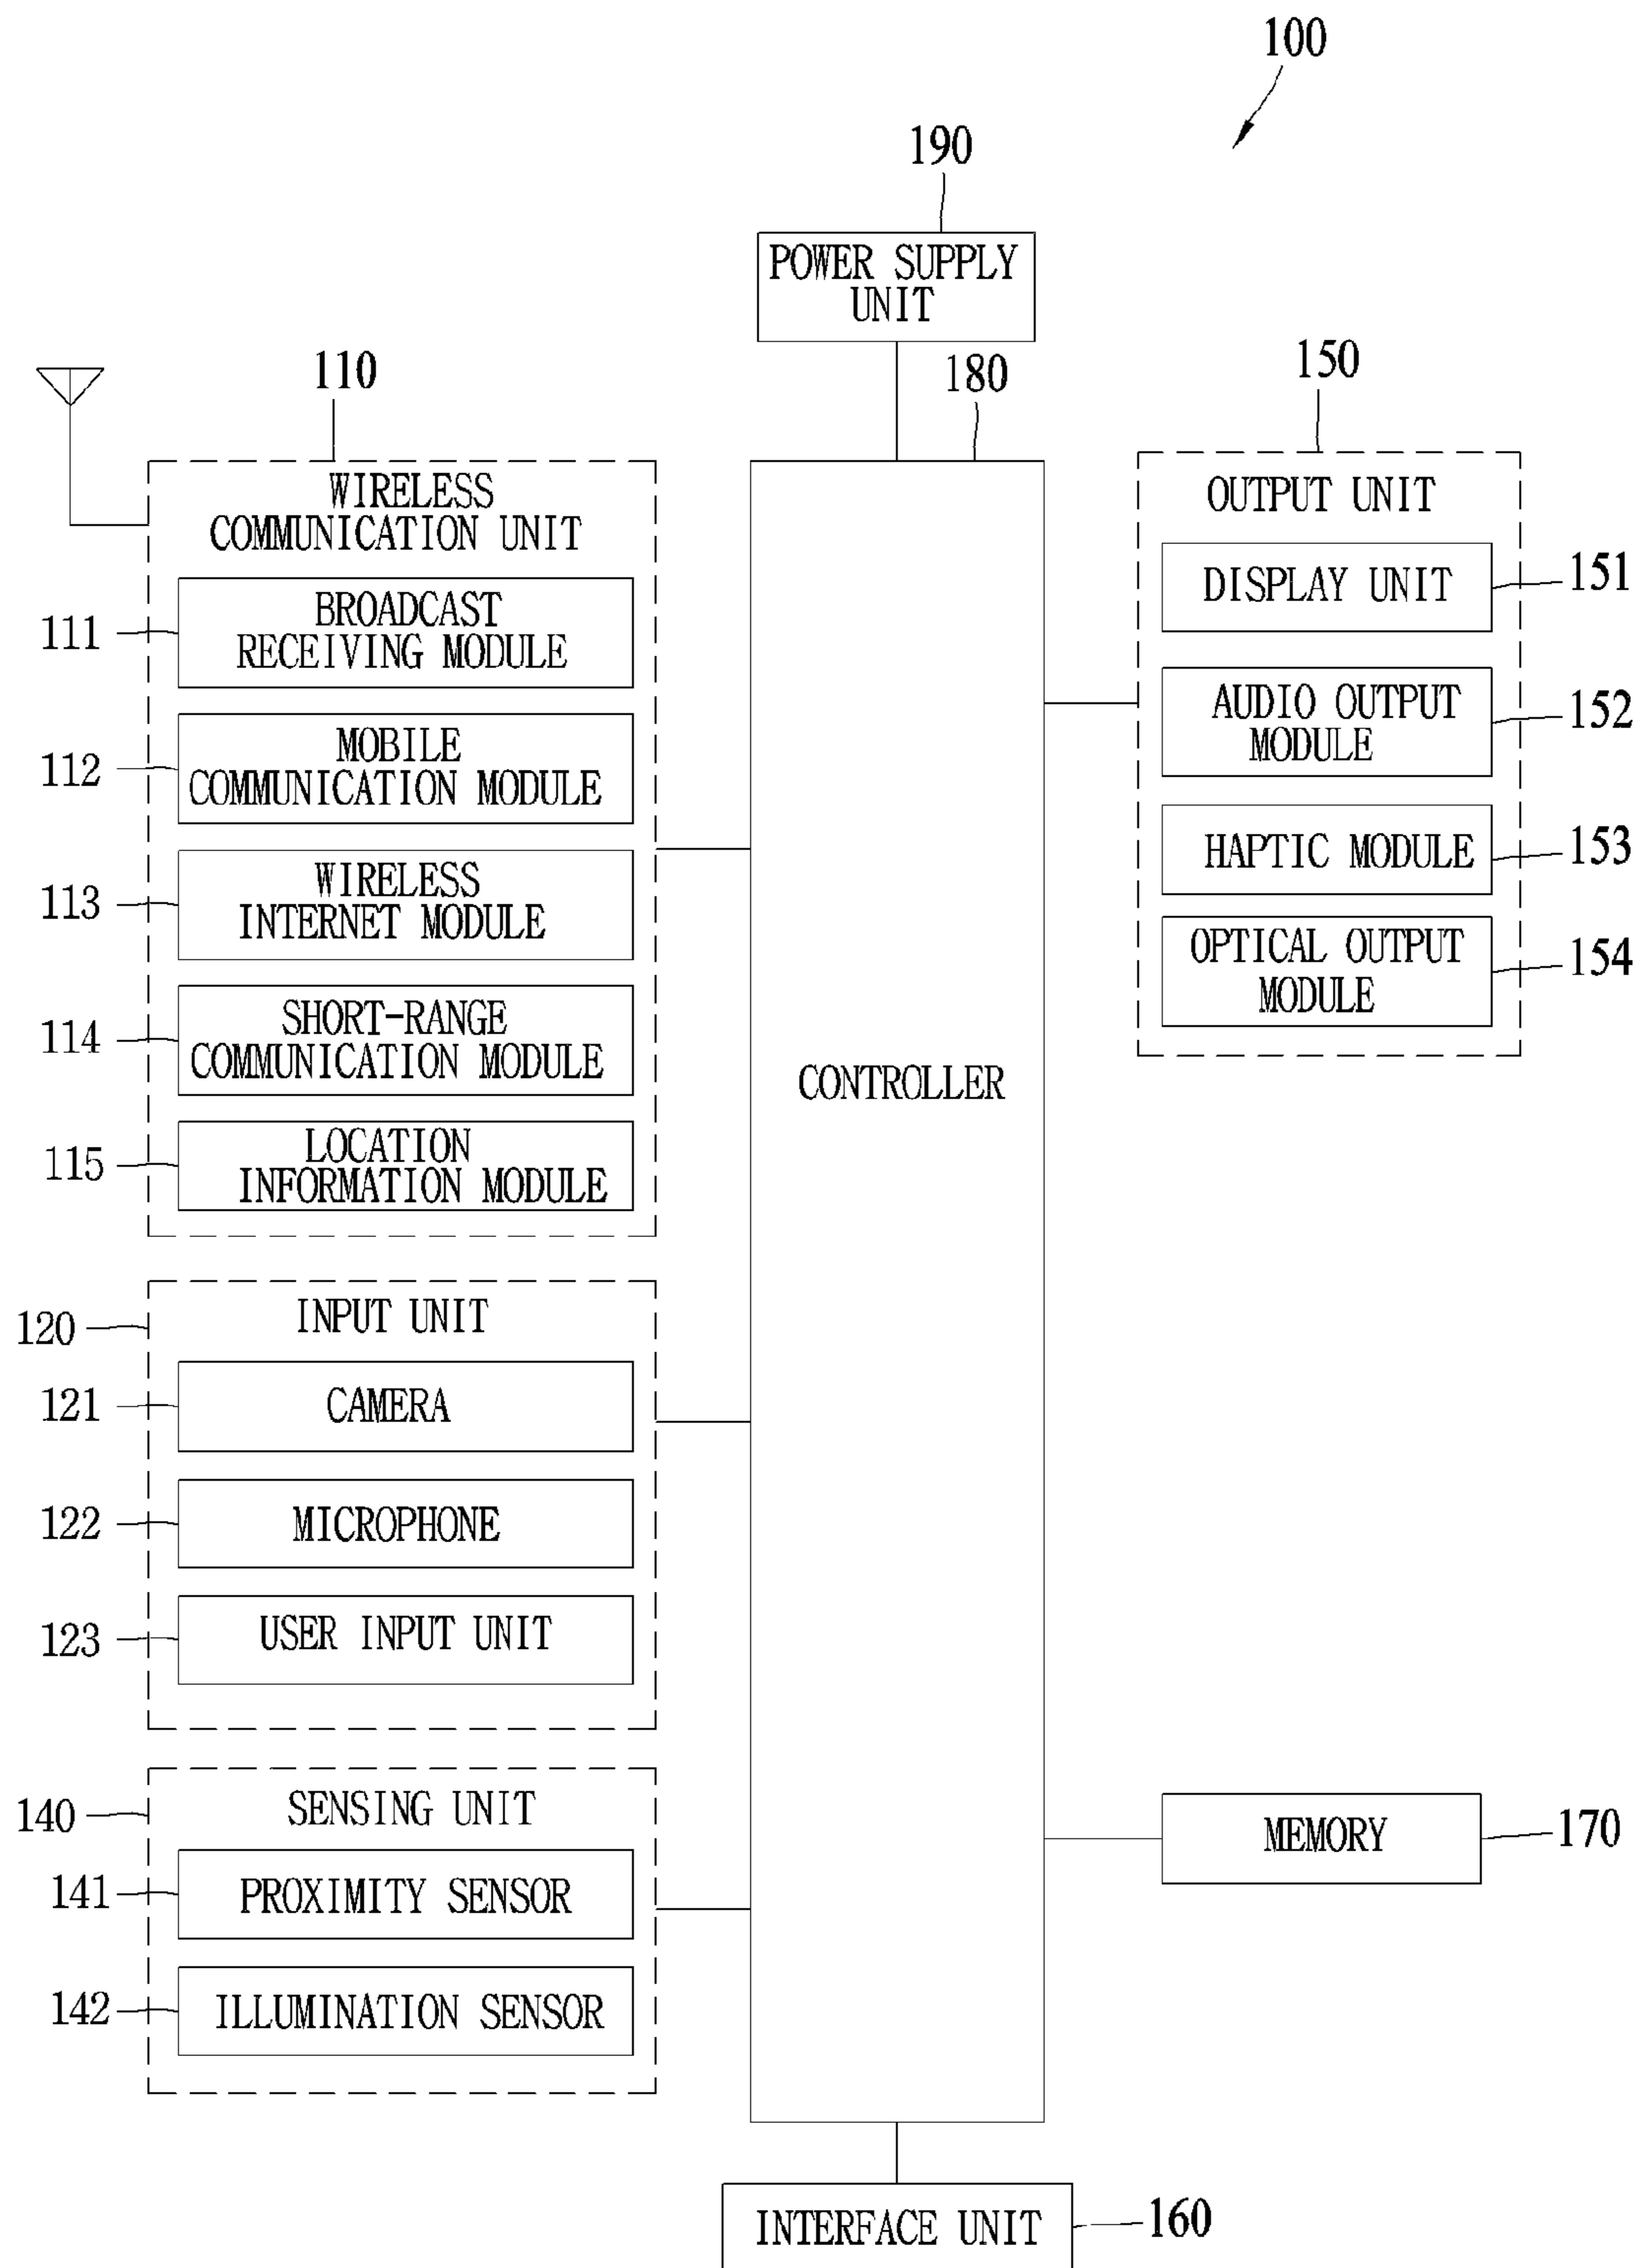 100
190
POWER SUPPLY
UNIT
110
180
150
WIRELESS
COMMUNICATION UNIT
111
BROADCAST
RECEIVING MODULE
112
MOBILE
COMMUNICATION MODULE
113
WIRELESS
INTERNET MODULE
114
SHORT-RANGE
COMMUNICATION MODULE
115
LOCATION
INFORMATION MODULE
120
INPUT UNIT
121
CAMERA
122
MICROPHONE
123
USER INPUT UNIT
140
SENSING UNIT
141
PROXIMITY SENSOR
142
ILLUMINATION SENSOR
CONTROLLER
OUTPUT UNIT
DISPLAY UNIT
151
AUDIO OUTPUT
MODULE
152
HAPTIC MODULE
153
OPTICAL OUTPUT
MODULE
154
MEMORY
170
INTERFACE UNIT
160